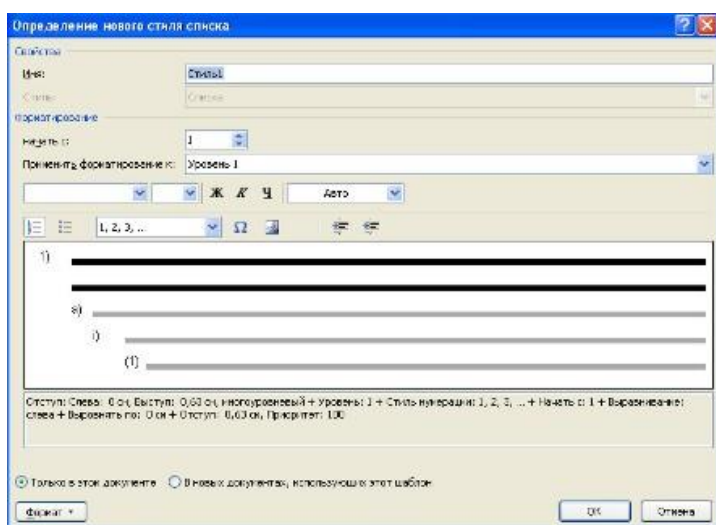 Определение нового стиля списка
Свойства
Имя: Стиль1
Стиль: Списка
Форматирование
Начать с: 1
Применить форматирование к: Уровень 1
Ж К Ч Авто
1, 2, 3, ... Ω
1)
a)
i)
(1)
Отступ: Слева: 0 см, Выступ: 0,63 см, многоуровневый + Уровень: 1 + Стиль нумерации: 1, 2, 3, ... + Начать с: 1 + Выравнивание:
слева + Выровнять по: 0 см + Отступ: 0,63 см, Приоритет: 100
Только в этом документе В новых документах, использующих этот шаблон
Формат OK Отмена